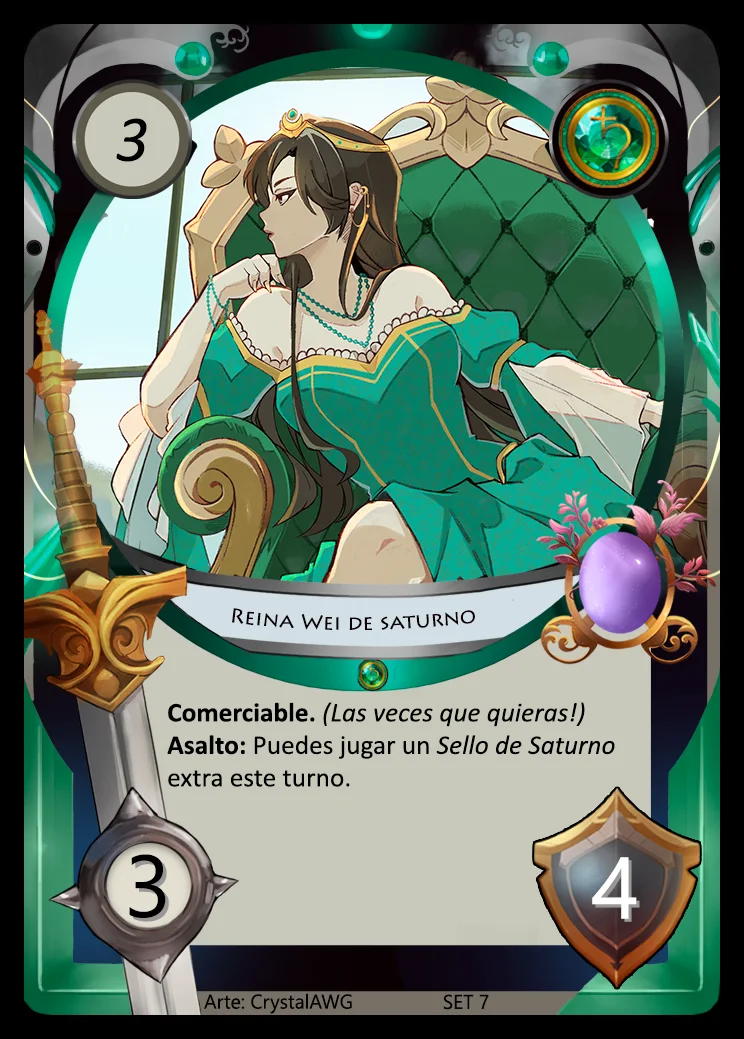 3
REINA WEI DE SATURNO
Comerciable. (Las veces que quieras!)
Asalto: Puedes jugar un Sello de Saturno
extra este turno.
3
4
Arte: CrystalAWG
SET 7